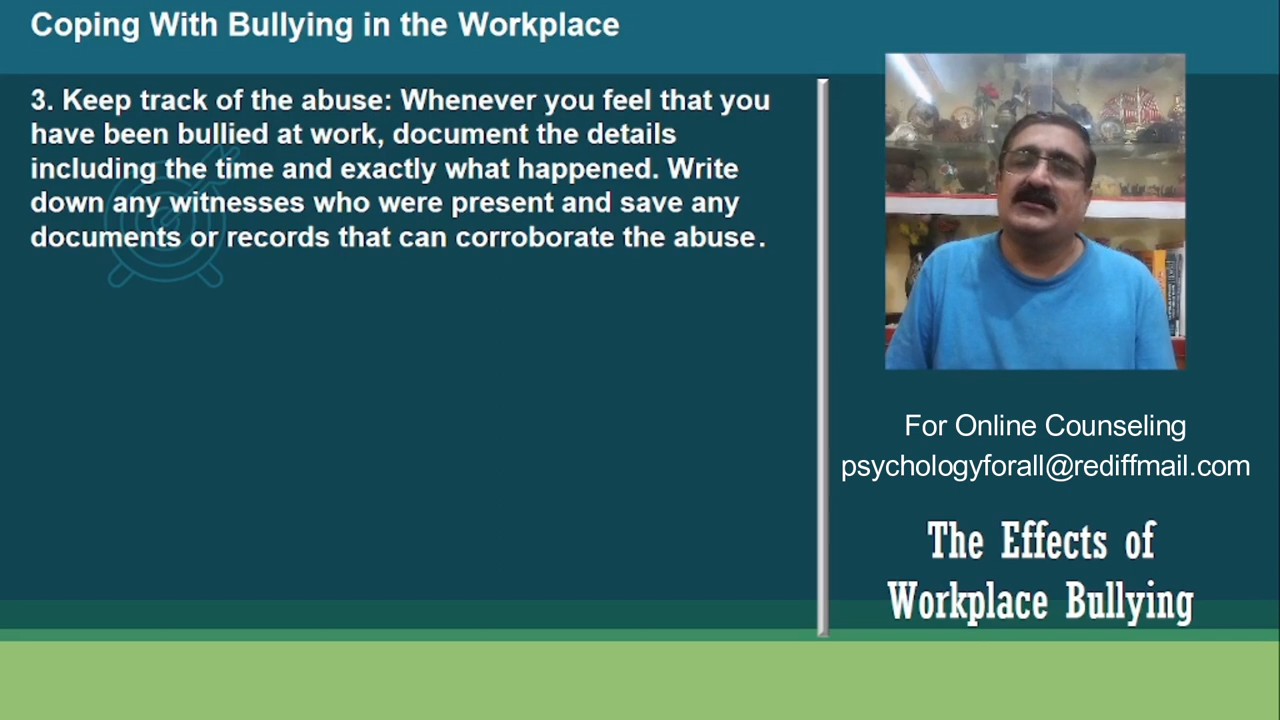 Coping With Bullying in the Workplace
3. Keep track of the abuse: Whenever you feel that you
have been bullied at work, document the details
including the time and exactly what happened. Write
down any witnesses who were present and save any
documents or records that can corroborate the abuse.
For Online Counseling
psychologyforall@rediffmail.com
The Effects of
Workplace Bullying